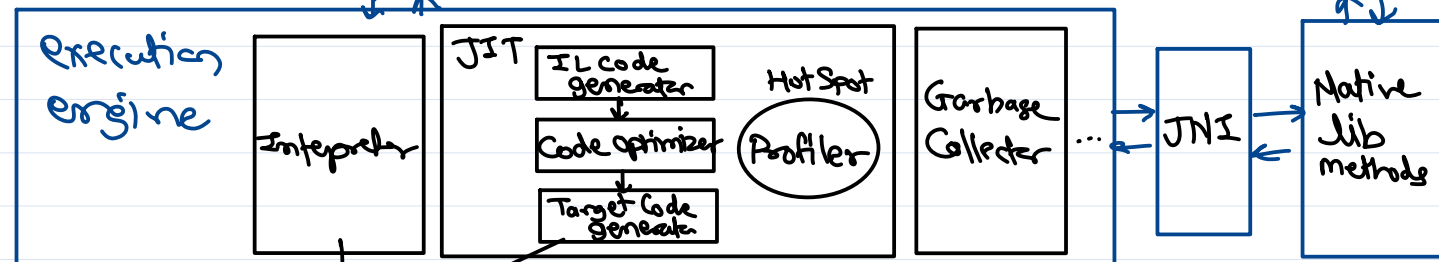 execution
engine
Intepreter
JIT
IL Code
generator
Code optimizer
Target Code
generator
HotSpot
Profiler
Garbage
Collector
...
JNI
Native
lib
methods